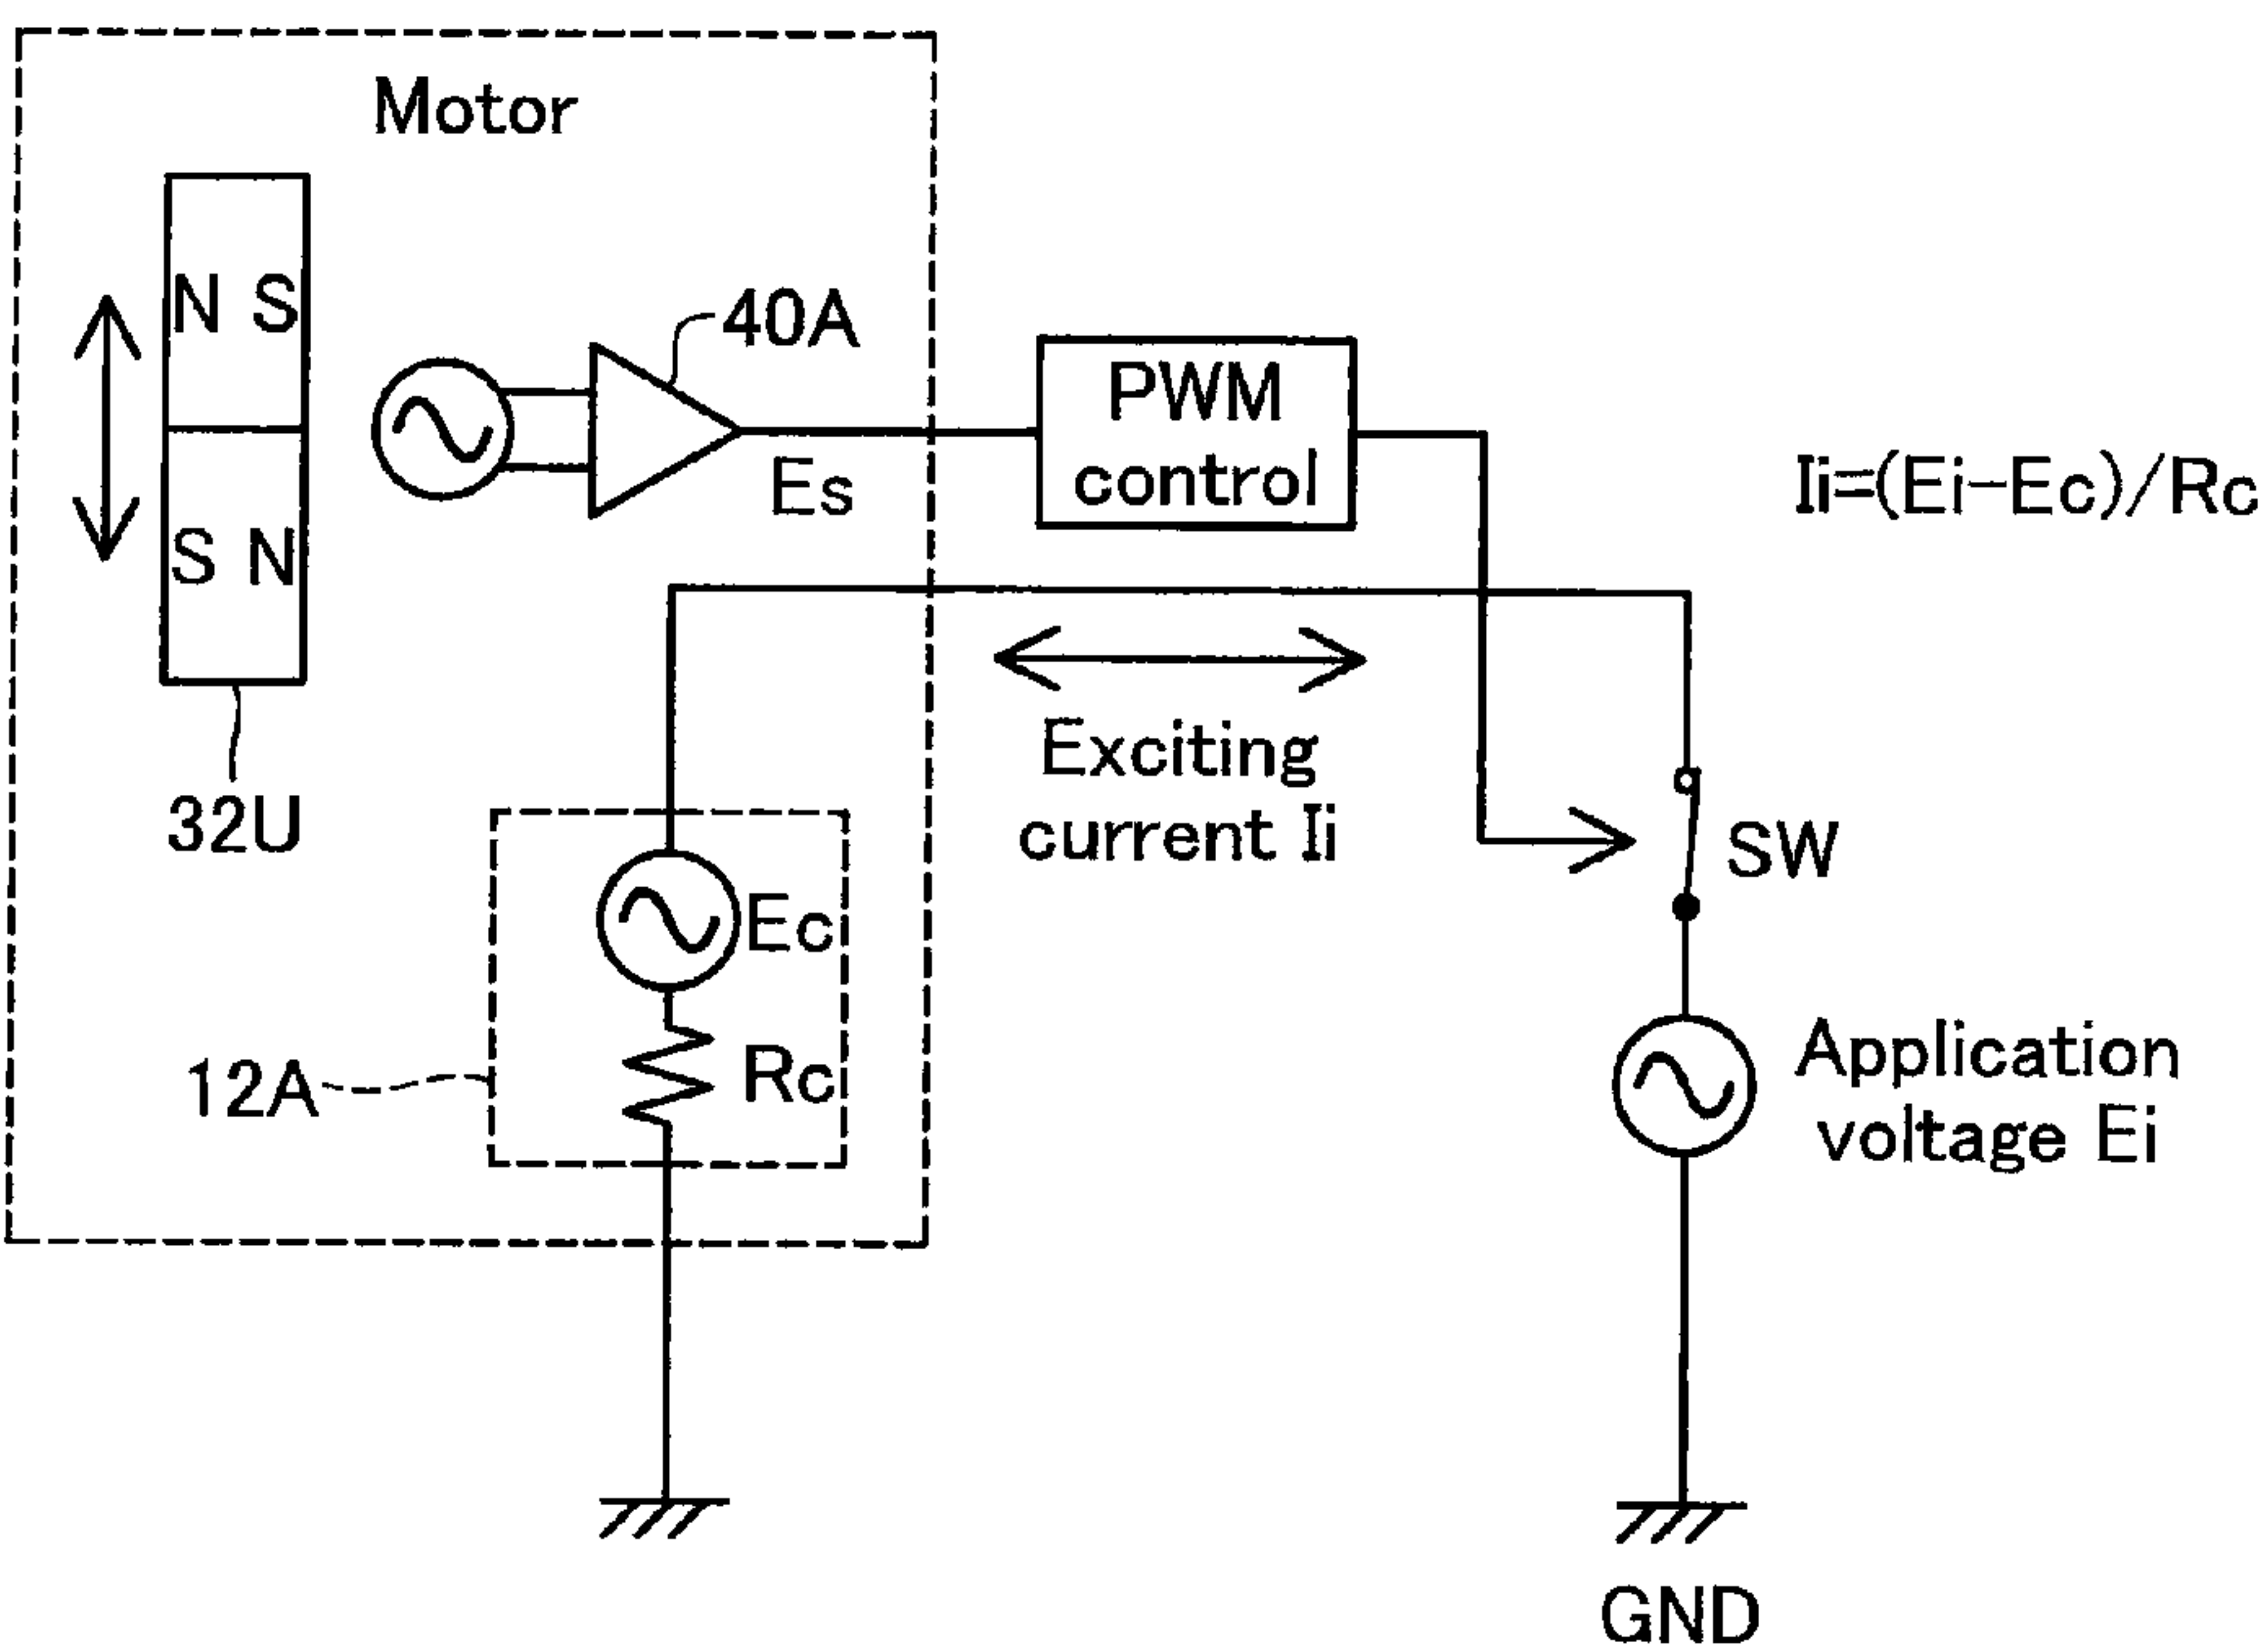 Motor
N S
S N
32U
40A
Es
PWM
control
Ii=(Ei-Ec)/Rc
Exciting
current Ii
SW
Ec
Rc
12A
Application
voltage Ei
GND